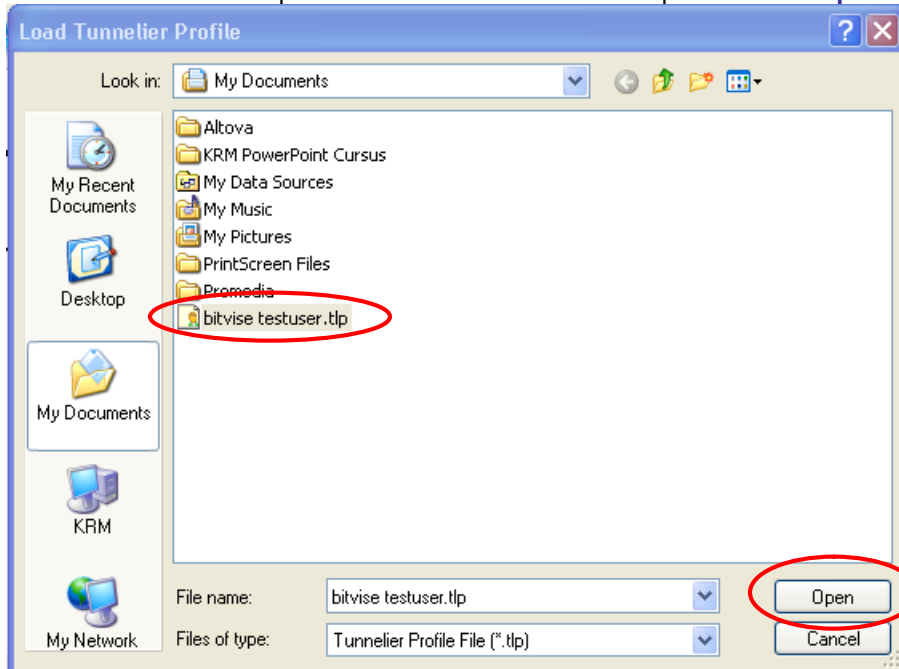 Load Tunnelier Profile
Look in: My Documents
Altova
KRM PowerPoint Cursus
My Data Sources
My Music
My Pictures
PrintScreen Files
Promedia
bitvise testuser.tlp
My Recent
Documents
Desktop
My Documents
KRM
My Network
File name: bitvise testuser.tlp Open
Files of type: Tunnelier Profile File (*.tlp) Cancel